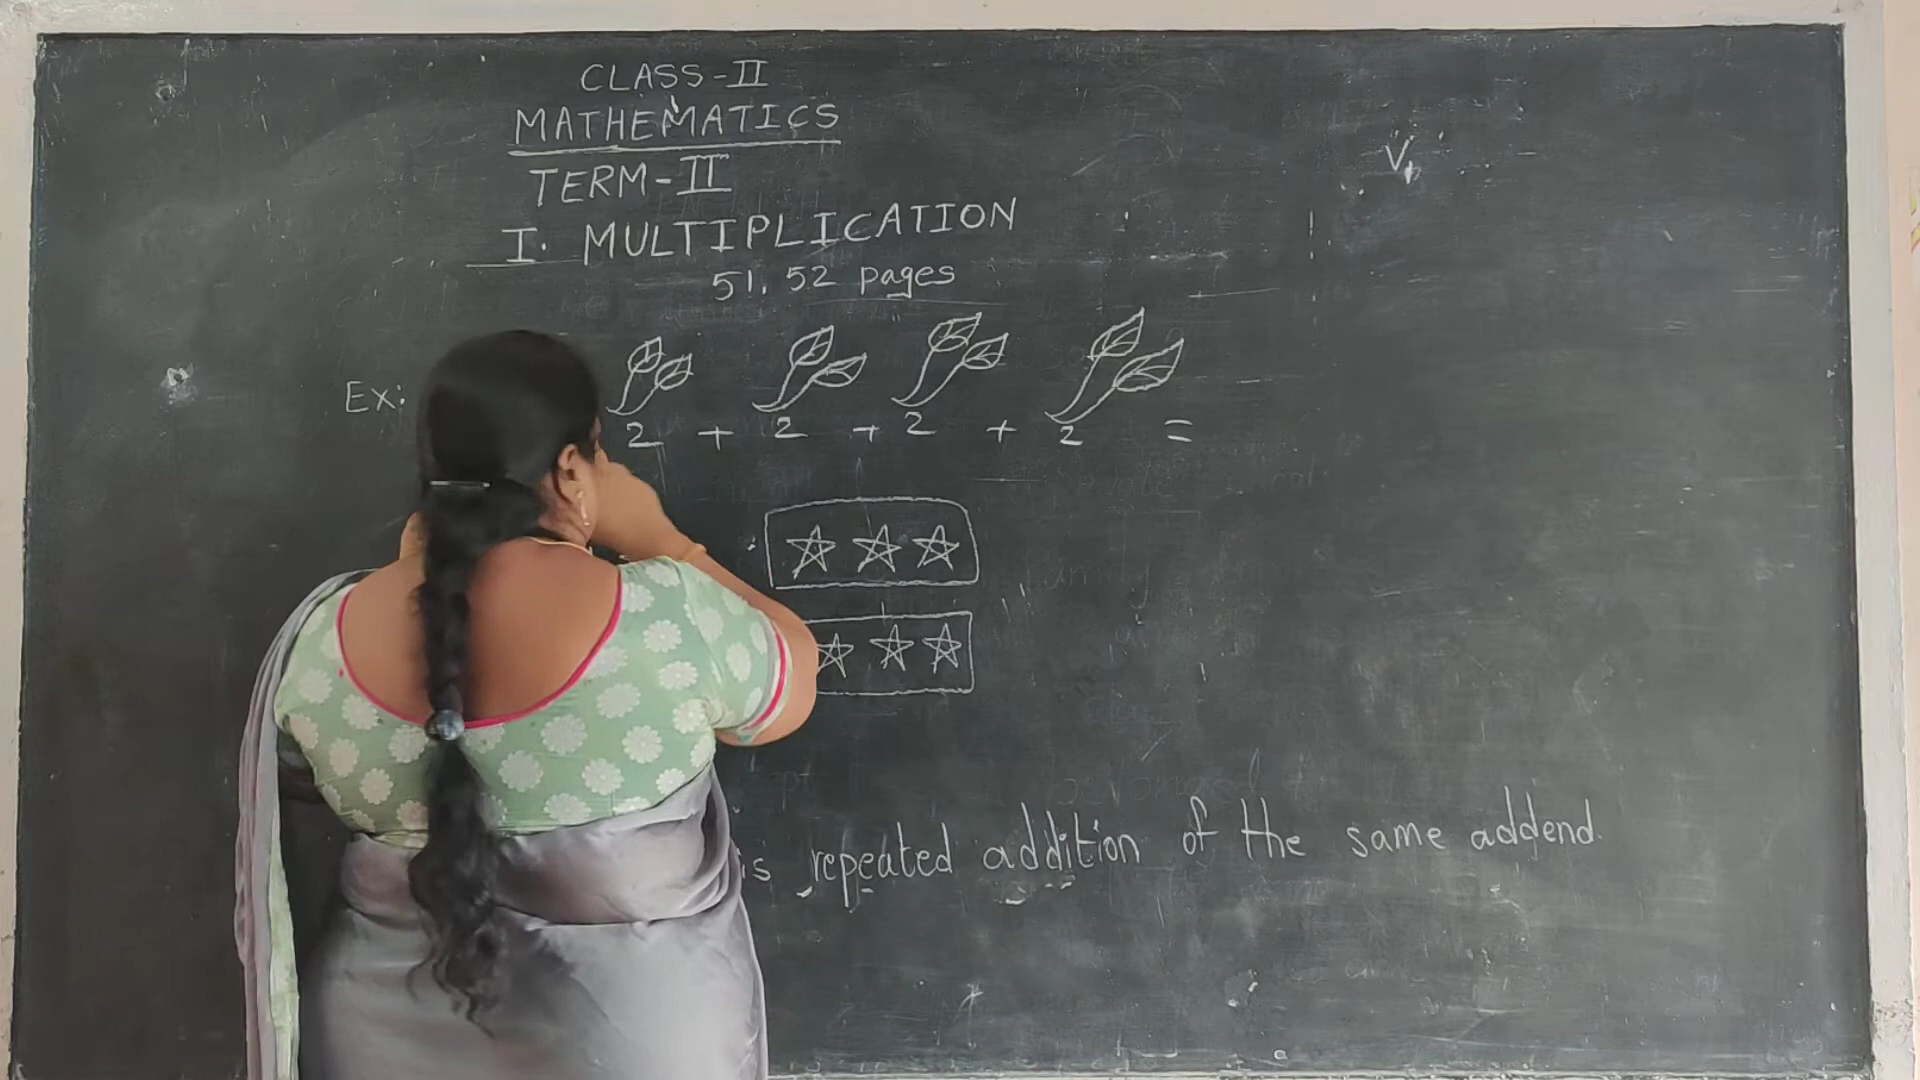 CLASS-II
MATHEMATICS
TERM-II
I. MULTIPLICATION
51, 52 pages
Ex:
2 + 2 + 2 + 2 =
is repeated addition of the same addend.